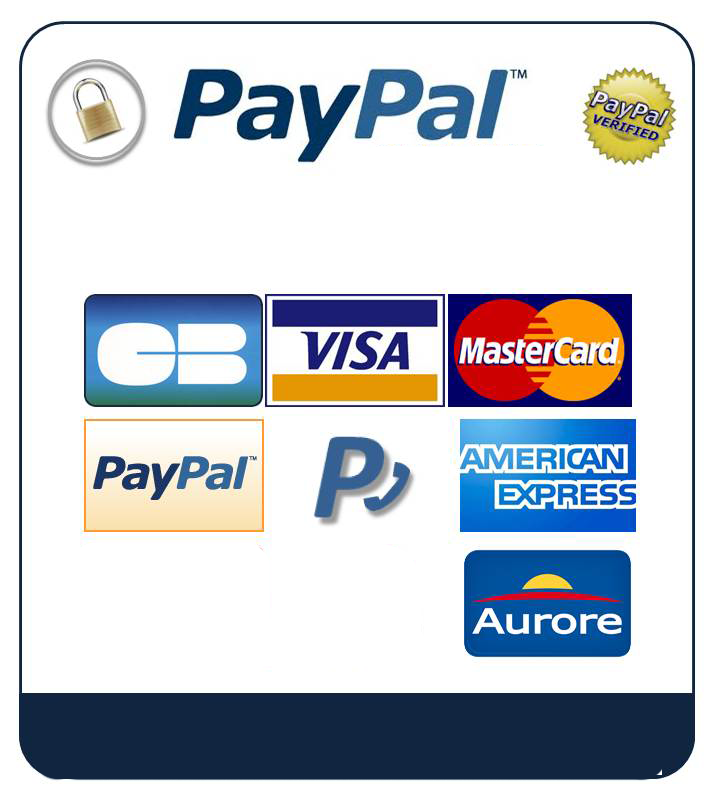 PayPal™
PayPal
VERIFIED
CB
VISA
MasterCard
PayPal™
P
AMERICAN
EXPRESS
Aurore